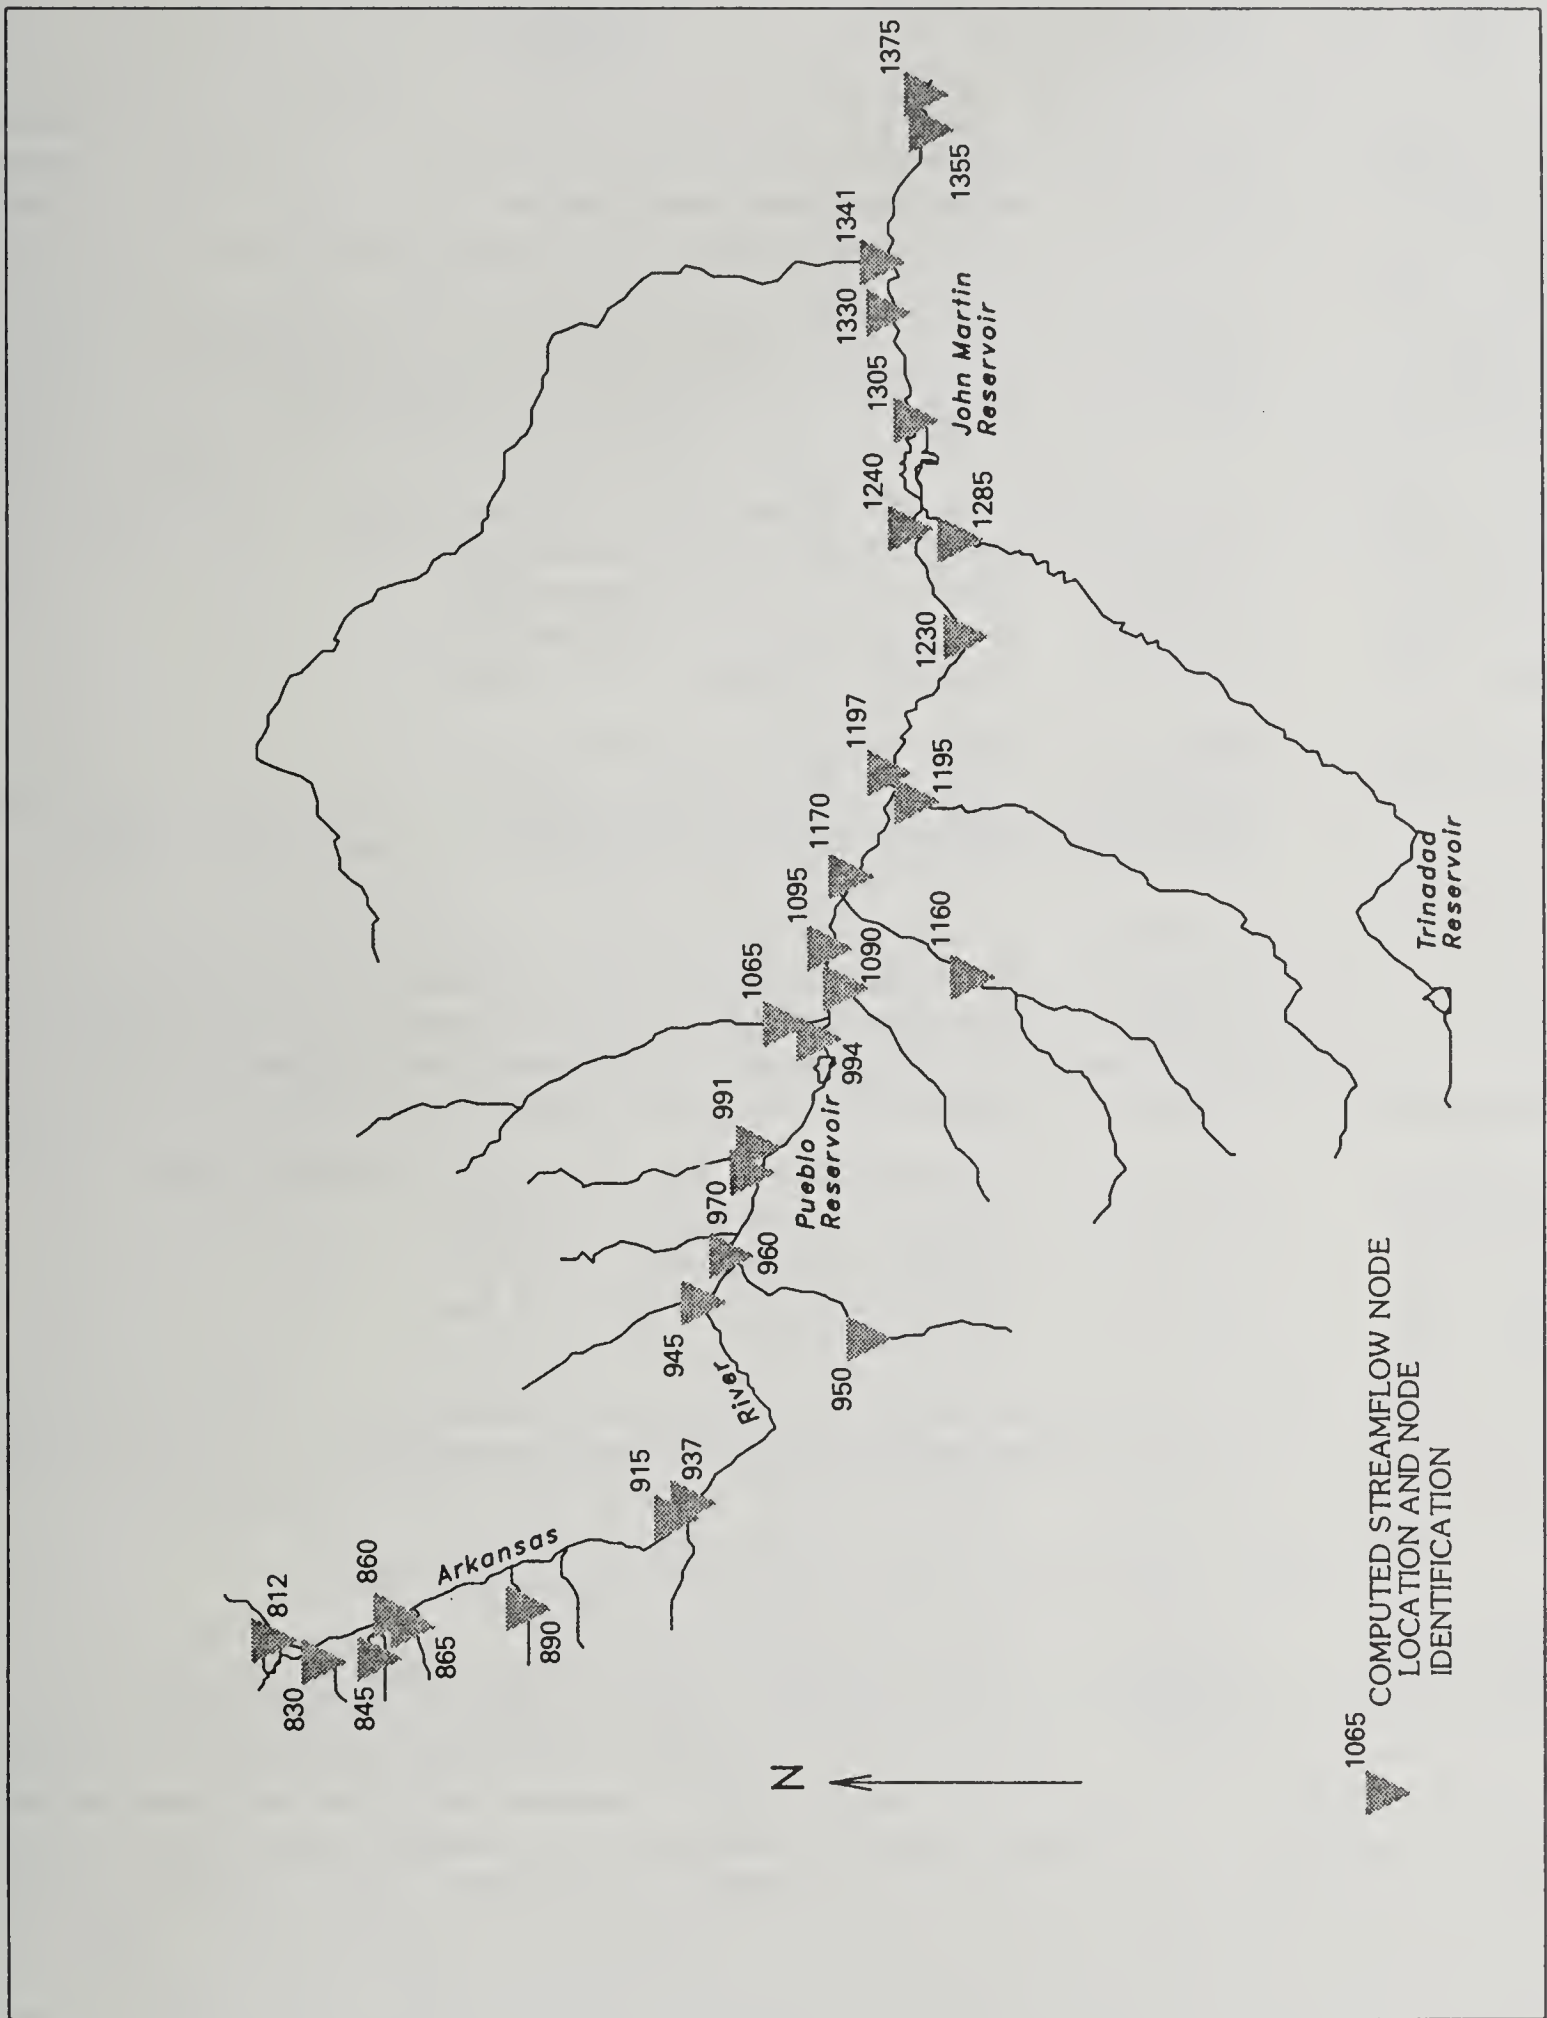 812
830
845
860
865
Arkansas
890
915
937
River
945
950
960
970
991
Pueblo
Reservoir
994
1065
1090
1095
1160
1170
1195
1197
1230
1240
1285
1305
John Martin
Reservoir
1330
1341
1355
1375
Trinadad
Reservoir
N
1065
COMPUTED STREAMFLOW NODE
LOCATION AND NODE
IDENTIFICATION